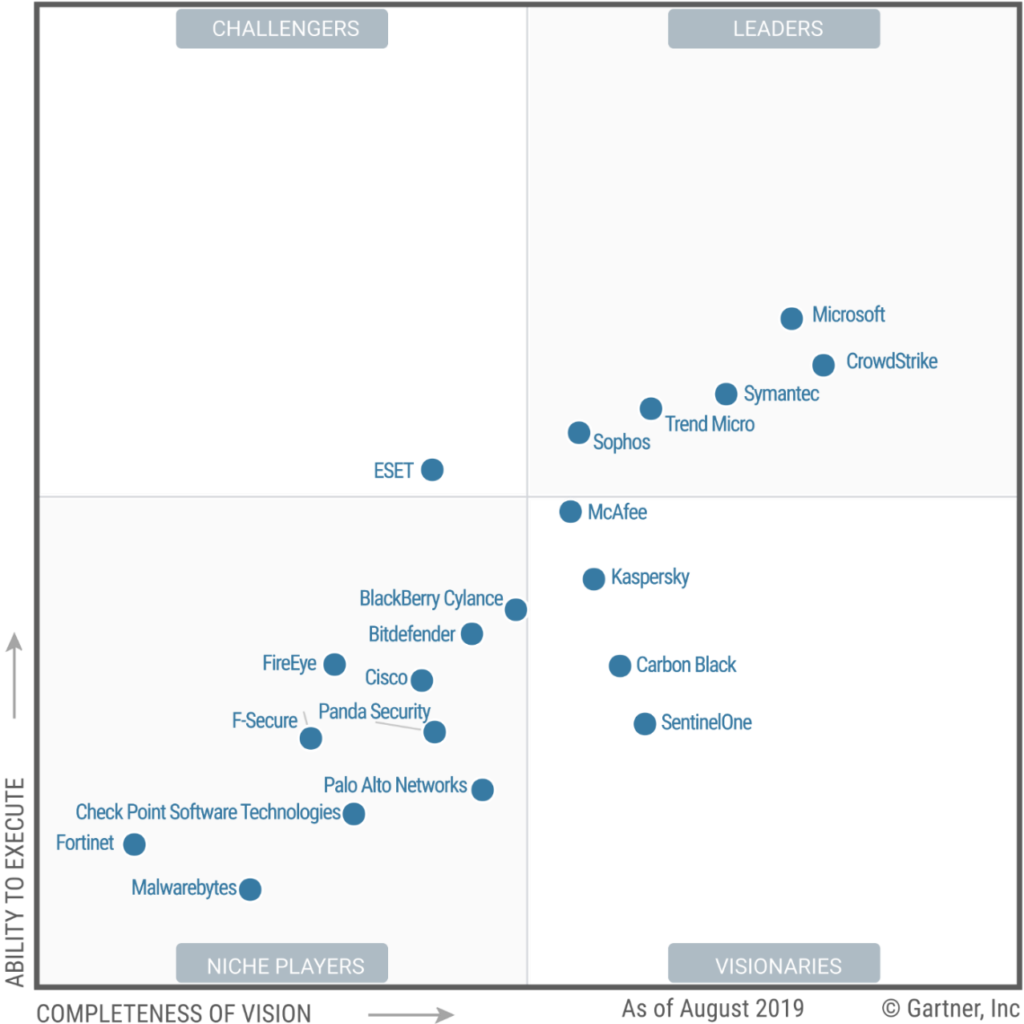 CHALLENGERS
LEADERS
Microsoft
CrowdStrike
Symantec
Trend Micro
Sophos
ESET
McAfee
Kaspersky
BlackBerry Cylance
Bitdefender
FireEye
Cisco
Carbon Black
Panda Security
F-Secure
SentinelOne
Palo Alto Networks
Check Point Software Technologies
Fortinet
Malwarebytes
ABILITY TO EXECUTE
NICHE PLAYERS
VISIONARIES
COMPLETENESS OF VISION
As of August 2019
© Gartner, Inc